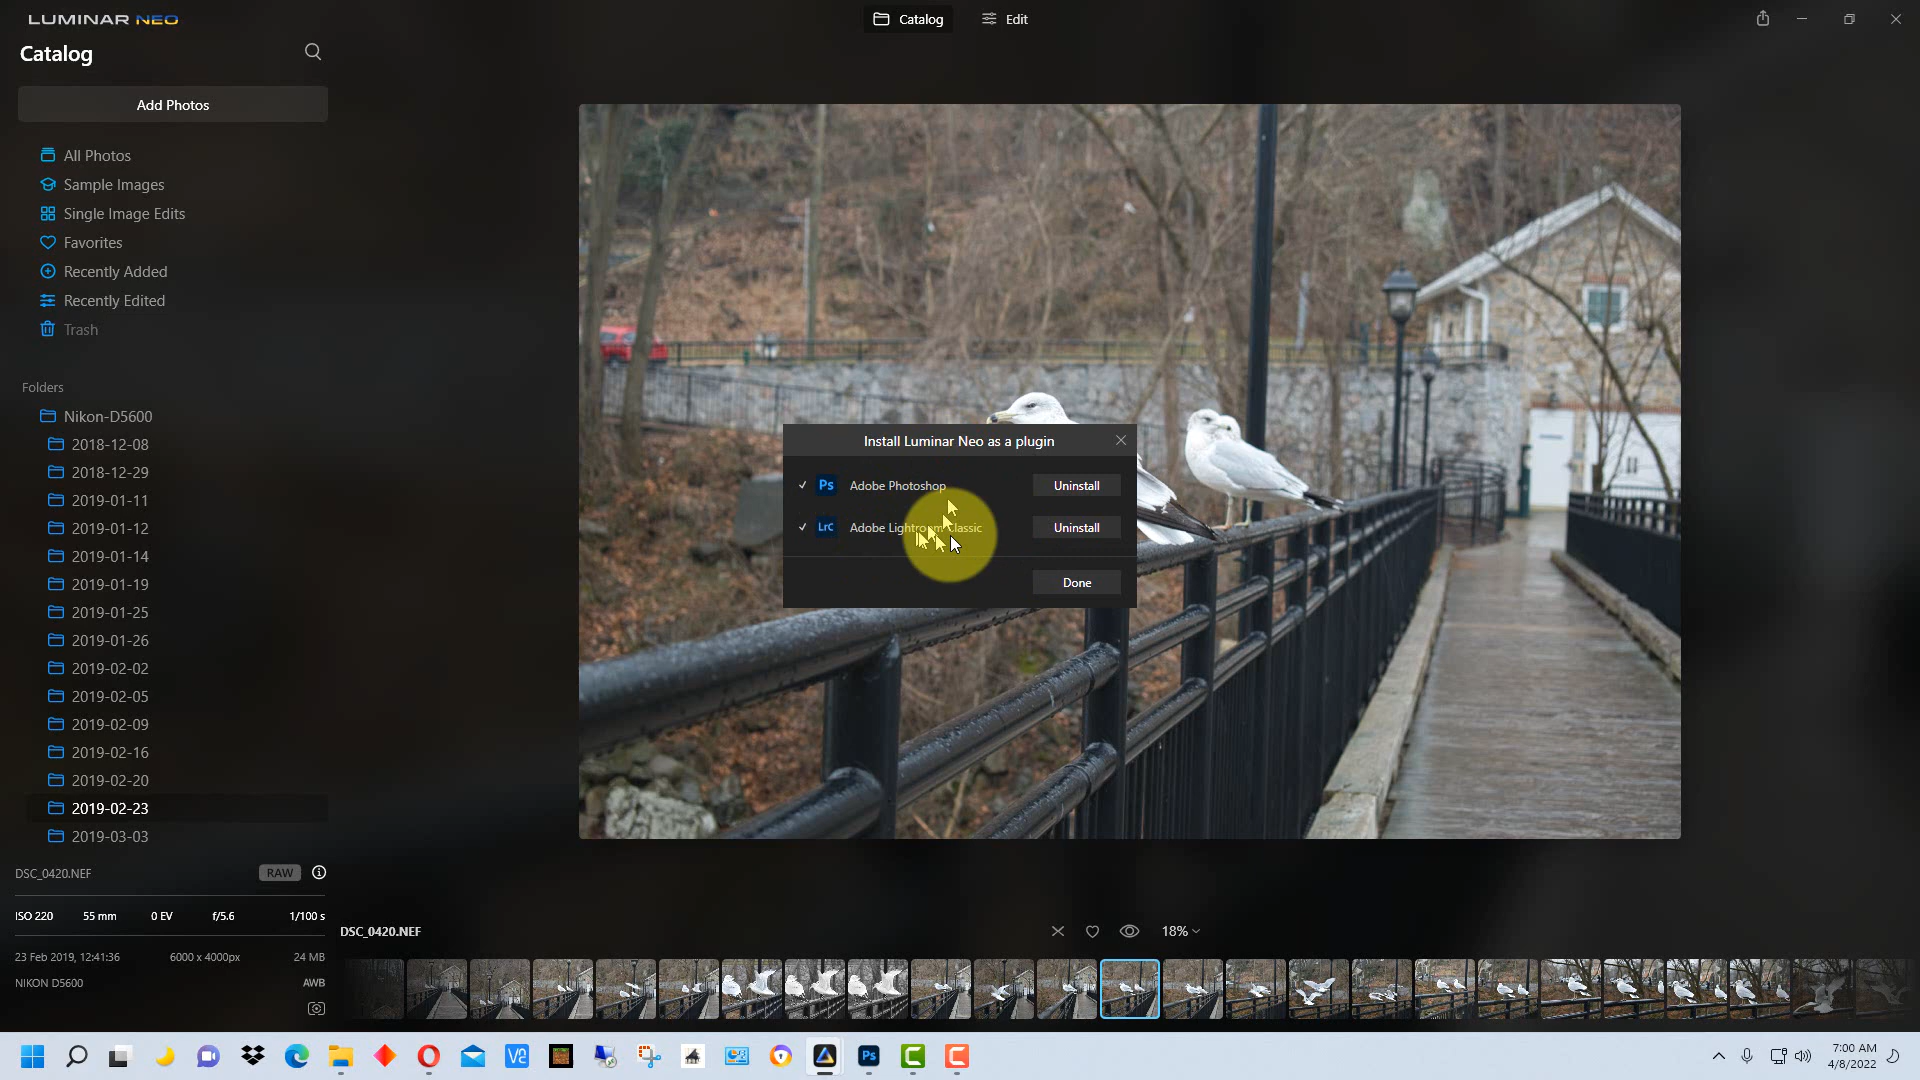 LUMINAR NEO
Catalog
Edit
Catalog
Add Photos
All Photos
Sample Images
Single Image Edits
Favorites
Recently Added
Recently Edited
Trash
Folders
Nikon-D5600
2018-12-08
2018-12-29
2019-01-11
2019-01-12
2019-01-14
2019-01-19
2019-01-25
2019-01-26
2019-02-02
2019-02-05
2019-02-09
2019-02-16
2019-02-20
2019-02-23
2019-03-03
Install Luminar Neo as a plugin
Ps Adobe Photoshop Uninstall
LrC Adobe Lightroom Classic Uninstall
Done
DSC_0420.NEF RAW
ISO 220 55 mm 0 EV f/5.6 1/100 s
23 Feb 2019, 12:41:36 6000 x 4000px 24 MB
NIKON D5600 AWB
DSC_0420.NEF 18%
7:00 AM
4/8/2022
Ps